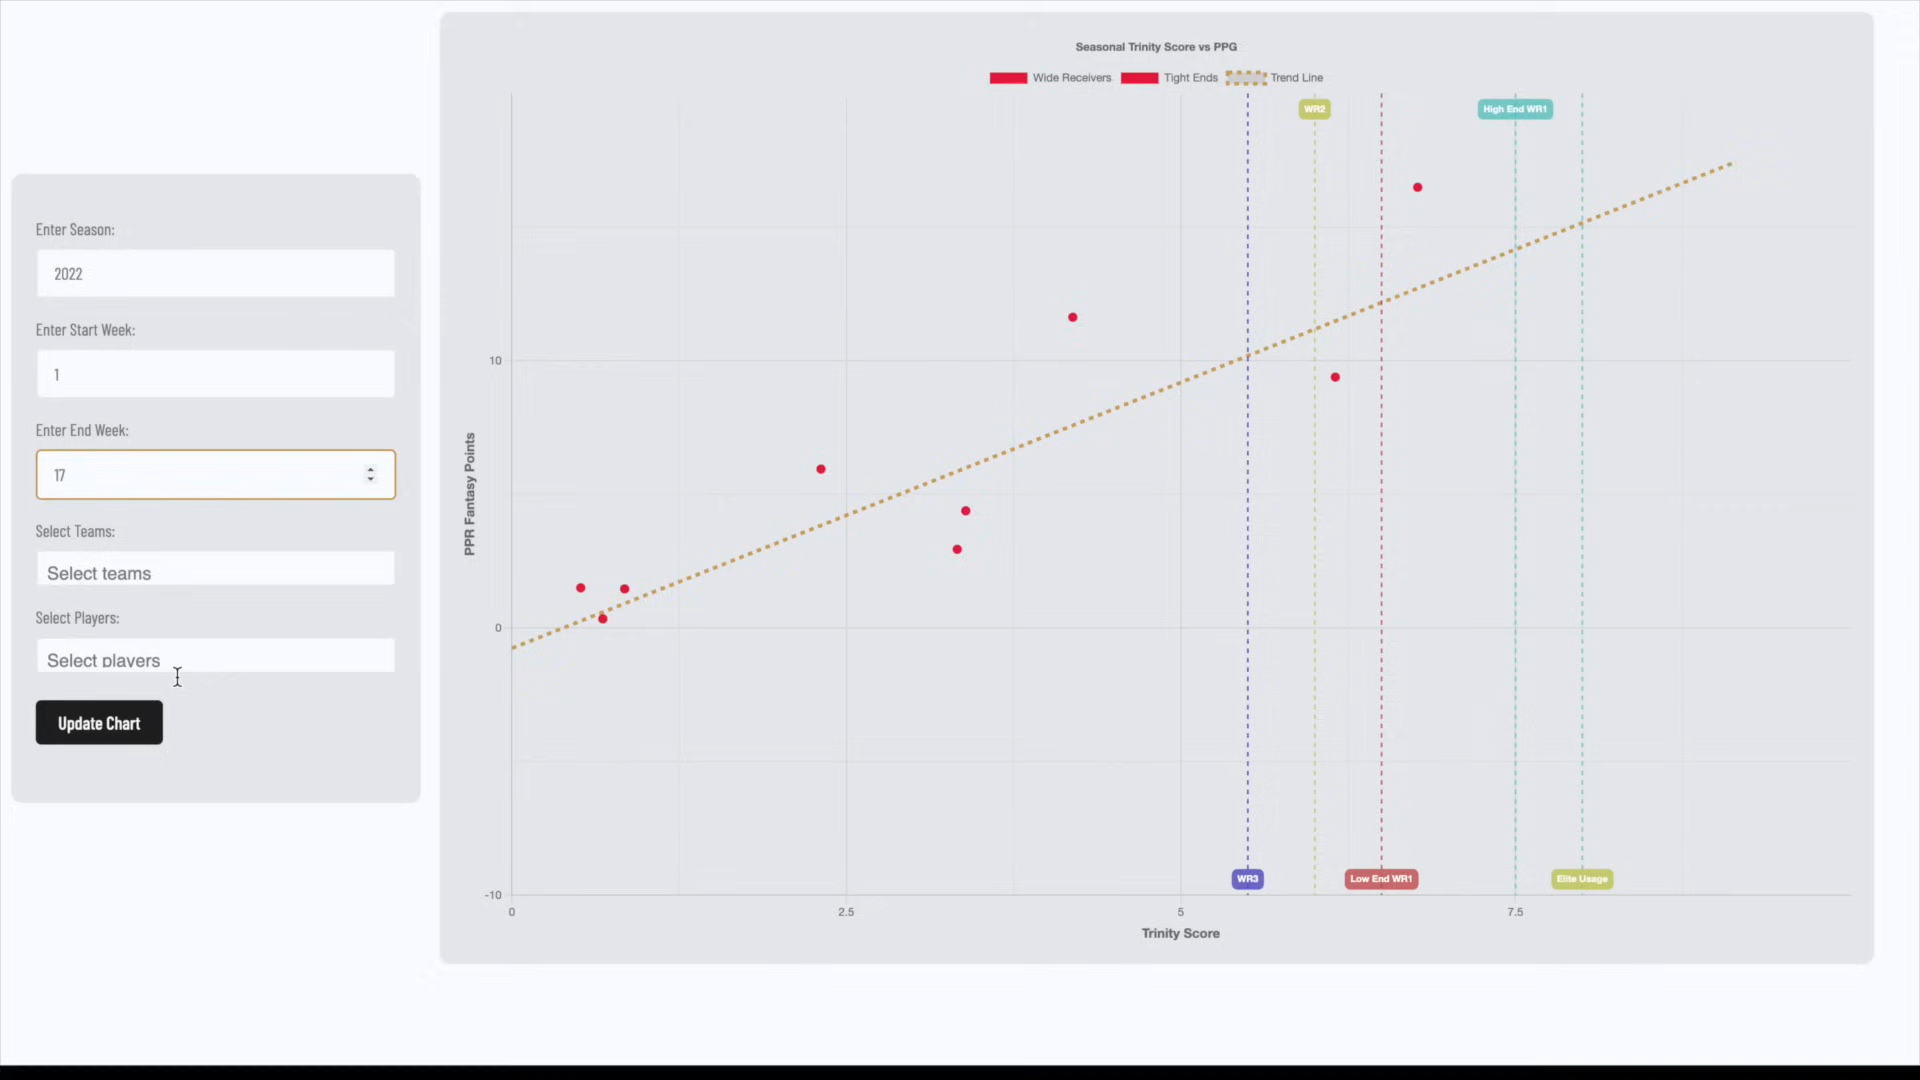 Enter Season:
2022
Enter Start Week:
1
Enter End Week:
17
Select Teams:
Select teams
Select Players:
Select players
Update Chart
Seasonal Trinity Score vs PPG
Wide Receivers
Tight Ends
Trend Line
WR2
High End WR1
PPR Fantasy Points
10
0
-10
WR3
Low End WR1
Elite Usage
0
2.5
5
7.5
Trinity Score